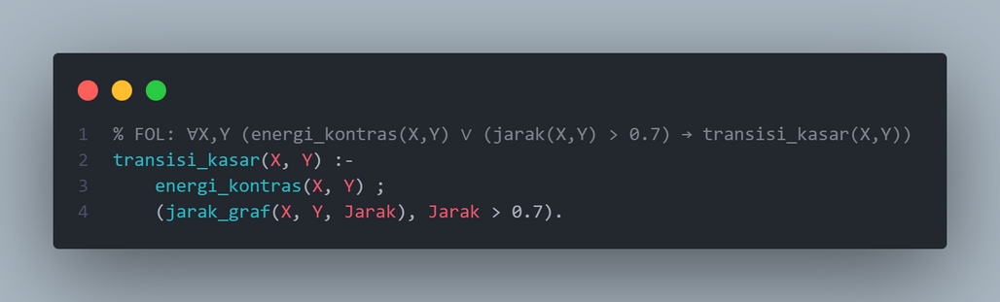 1 % FOL: ∀X,Y (energi_kontras(X,Y) ∨ (jarak(X,Y) > 0.7) → transisi_kasar(X,Y))
2 transisi_kasar(X, Y) :-
3     energi_kontras(X, Y) ;
4     (jarak_graf(X, Y, Jarak), Jarak > 0.7).